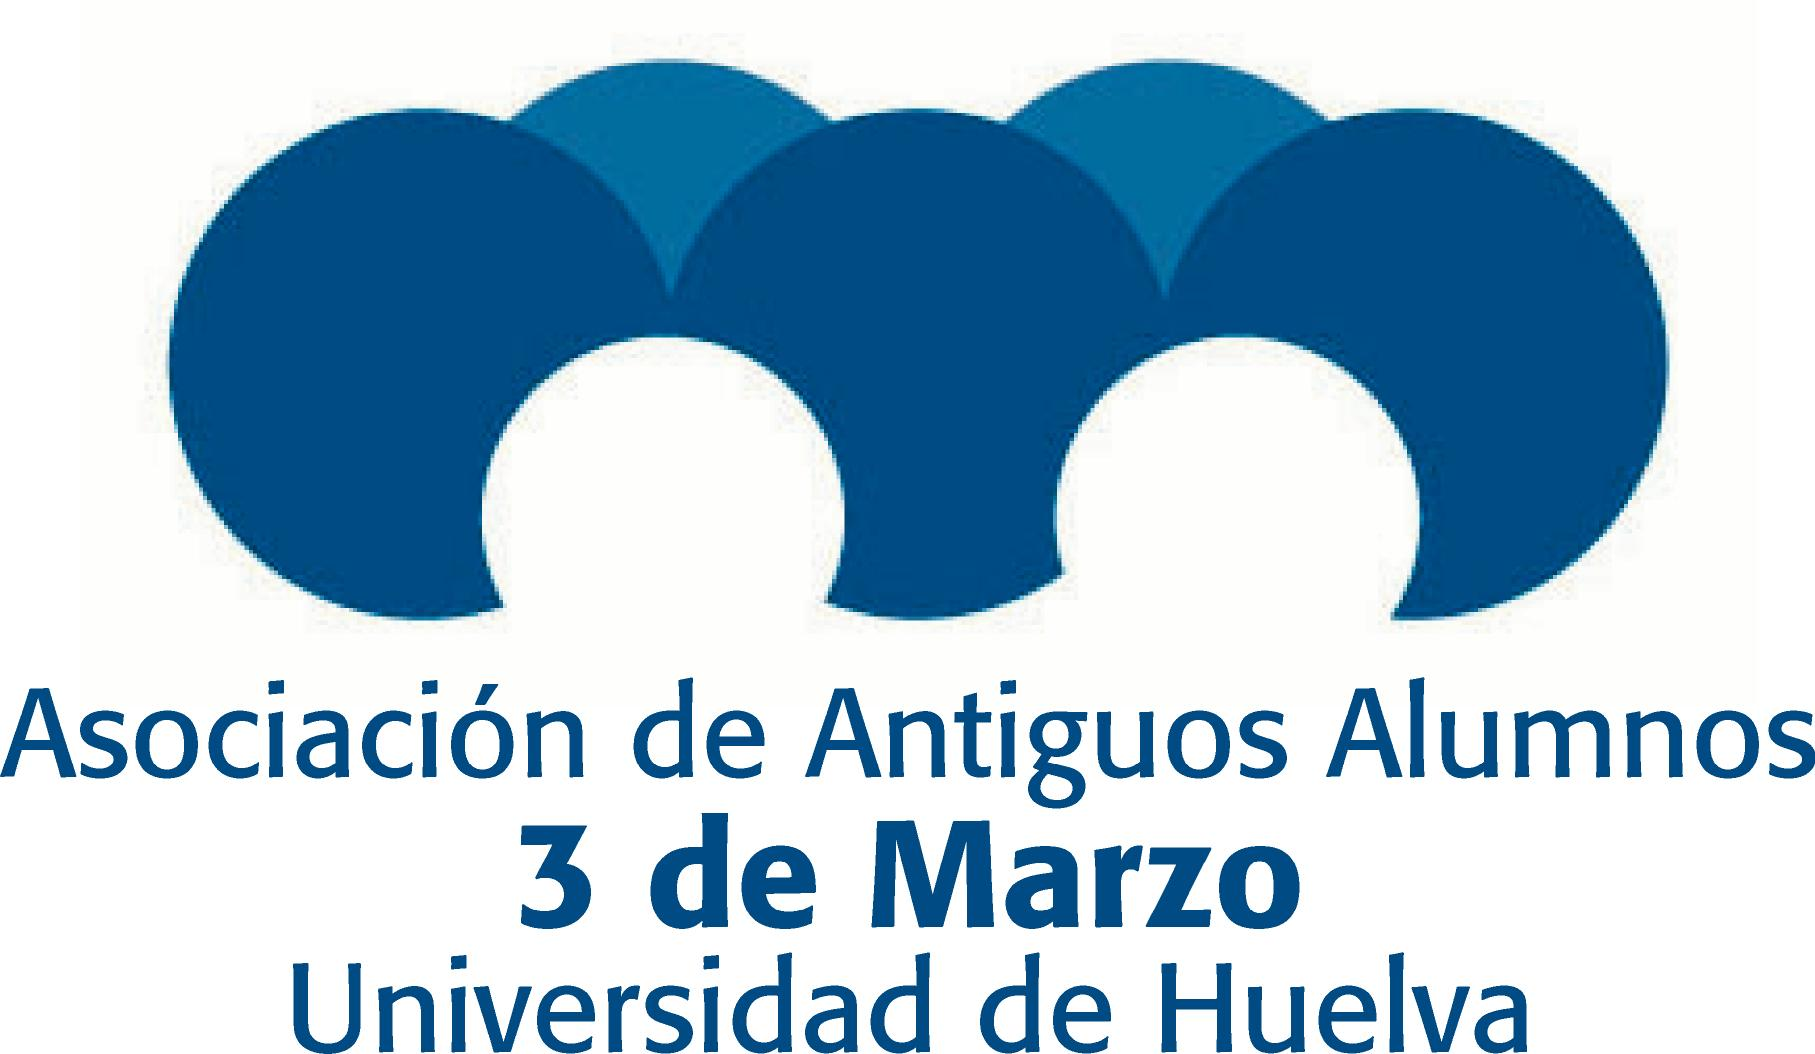 Asociación de Antiguos Alumnos
3 de Marzo
Universidad de Huelva